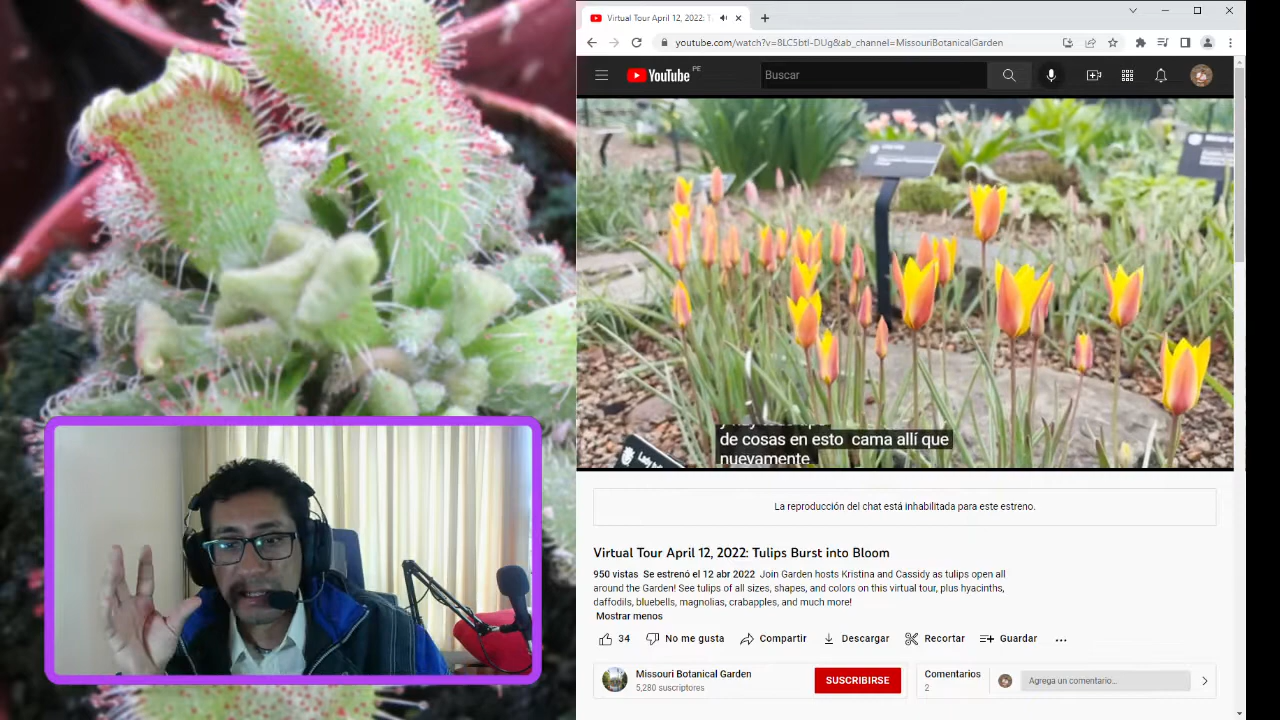 Virtual Tour April 12, 2022: T
youtube.com/watch?v=8LC5btI-DUg&ab_channel=MissouriBotanicalGarden
YouTube PE
Buscar
de cosas en esto cama allí que
nuevamente
La reproducción del chat está inhabilitada para este estreno.
Virtual Tour April 12, 2022: Tulips Burst into Bloom
950 vistas Se estrenó el 12 abr 2022 Join Garden hosts Kristina and Cassidy as tulips open all
around the Garden! See tulips of all sizes, shapes, and colors on this virtual tour, plus hyacinths,
daffodils, bluebells, magnolias, crabapples, and much more!
Mostrar menos
34 No me gusta Compartir Descargar Recortar Guardar
Missouri Botanical Garden
5,280 suscriptores
SUSCRIBIRSE
Comentarios
2
Agrega un comentario...